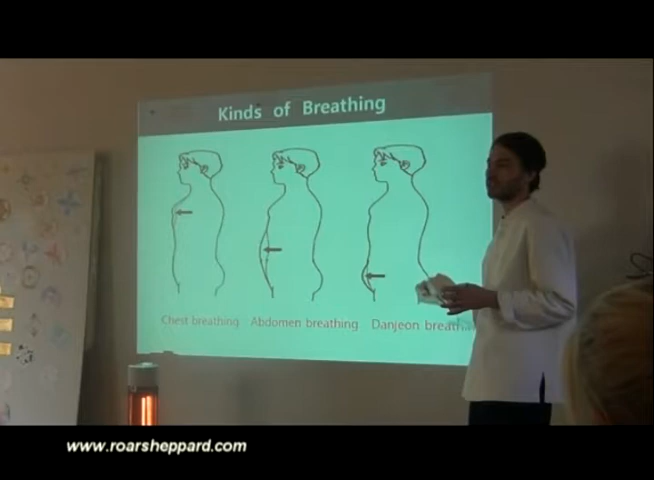 Kinds of Breathing
Chest breathing Abdomen breathing Danjeon breath
www.roarsheppard.com